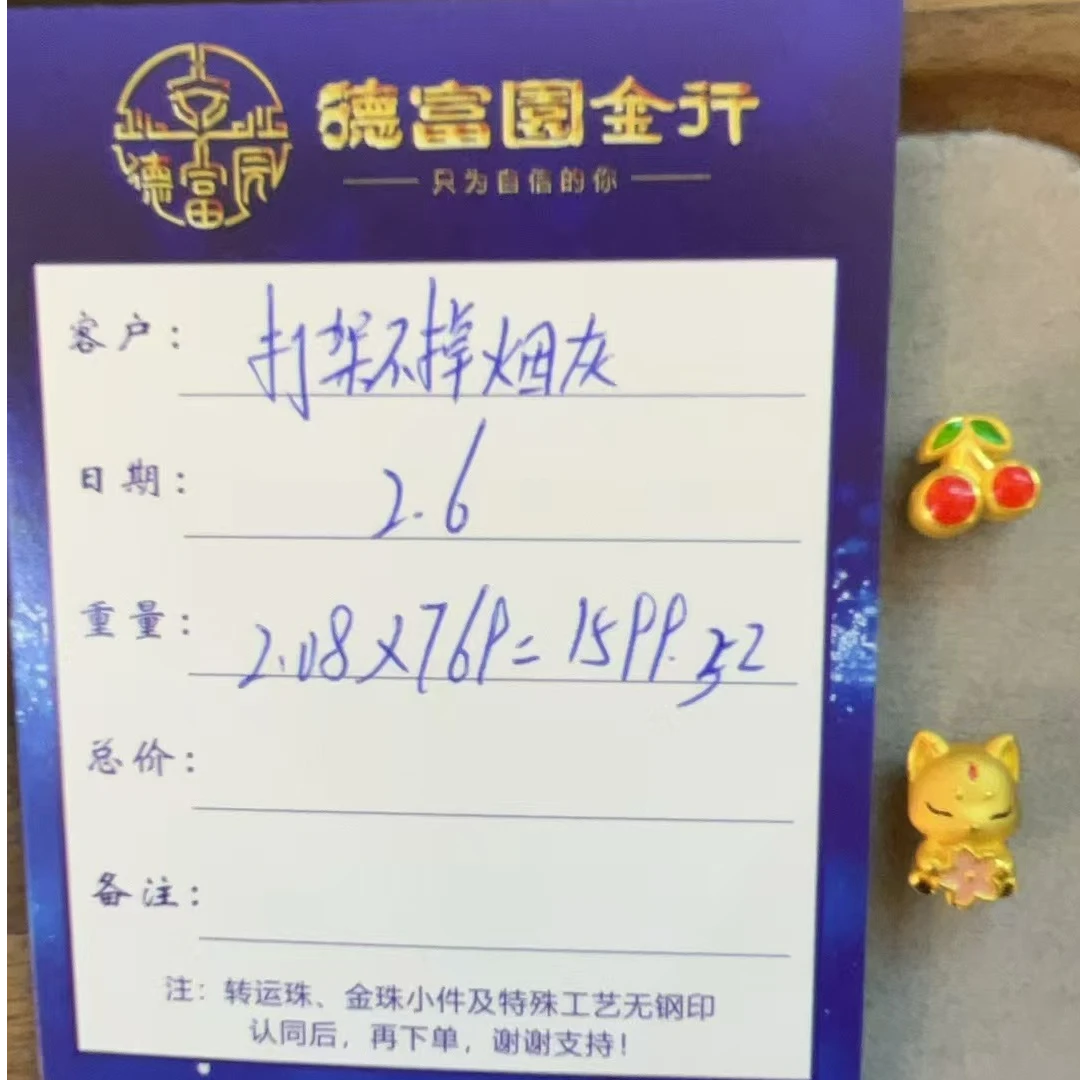 德富園
德富園金行
只为自信的你
客户：打架不掉烟灰
日期：2.6
重量：2.08×769=1599.52
总价：
备注：
注：转运珠、金珠小件及特殊工艺无钢印
认同后，再下单，谢谢支持！